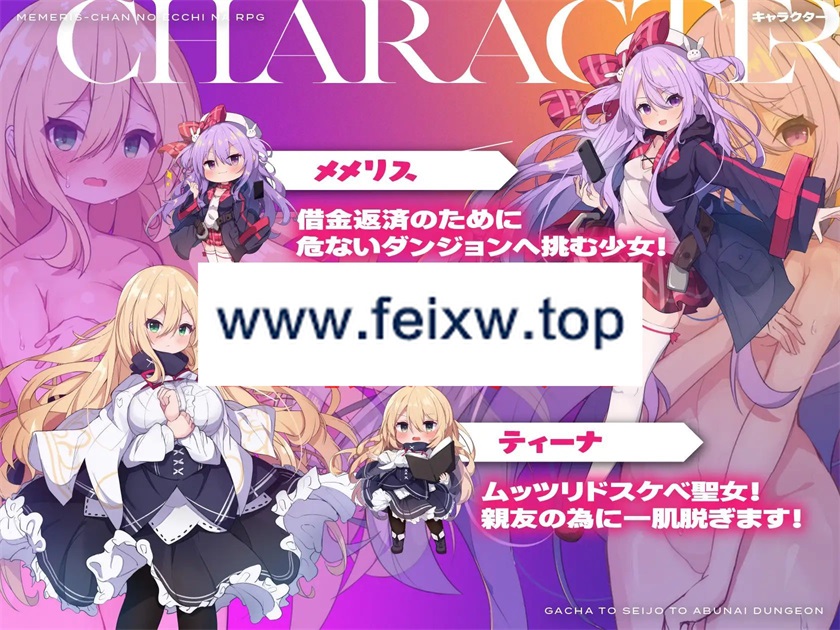 MEMERIS-CHAN NO ECCHI NA RPG
CHARACTER
キャラクター
メメリス
借金返済のために
危ないダンジョンへ挑む少女!
www.feixw.top
ティーナ
ムッツリドスケベ聖女!
親友の為に一肌脱ぎます!
GACHA TO SEIJO TO ABUNAI DUNGEON